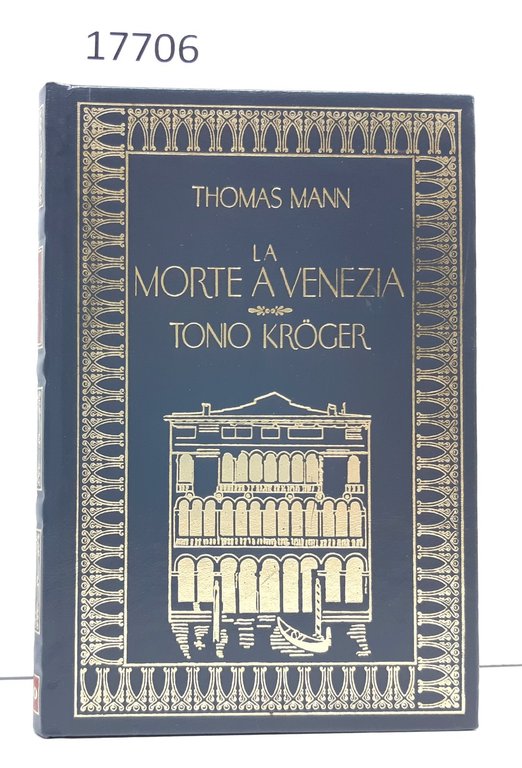 17706
THOMAS MANN
LA
MORTE A VENEZIA
TONIO KRÖGER